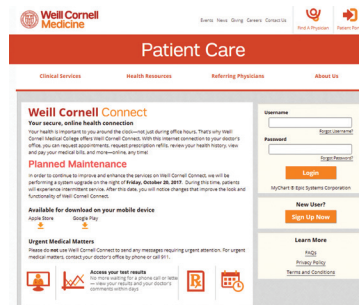 Weill Cornell
Medicine
Events News Giving Careers Contact Us
Find A Physician
Patient Por
Patient Care
Clinical Services
Health Resources
Referring Physicians
About Us
Weill Cornell Connect
Your secure, online health connection
Your health is important to you around the clock—not just during office hours. That's why Weill
Cornell Medical College offers Weill Cornell Connect. With this internet connection to your doctor's
office, you can request appointments, request prescription refills, review your health history, view
and pay your medical bills, and more—online, any time!
Planned Maintenance
In order to continue to improve and enhance the services on Weill Cornell Connect, we will be
performing a system upgrade on the night of Friday, October 20, 2017. During this time, patients
will experience intermittent service. After this date, you will notice changes that improve the look and
functionality of Weill Cornell Connect.
Available for download on your mobile device
Apple Store
Google Play:
Urgent Medical Matters
Please do not use Weill Cornell Connect to send any messages requiring urgent attention. For urgent
medical matters, contact your doctor's office by phone or call 911.
Access your test results
No more waiting for a phone call or letter
— view your results and your doctor's
comments within days
Username
Forgot Username?
Password
Forgot Password?
Login
MyChart ® Epic Systems Corporation
New User?
Sign Up Now
Learn More
FAQs
Privacy Policy
Terms and Conditions